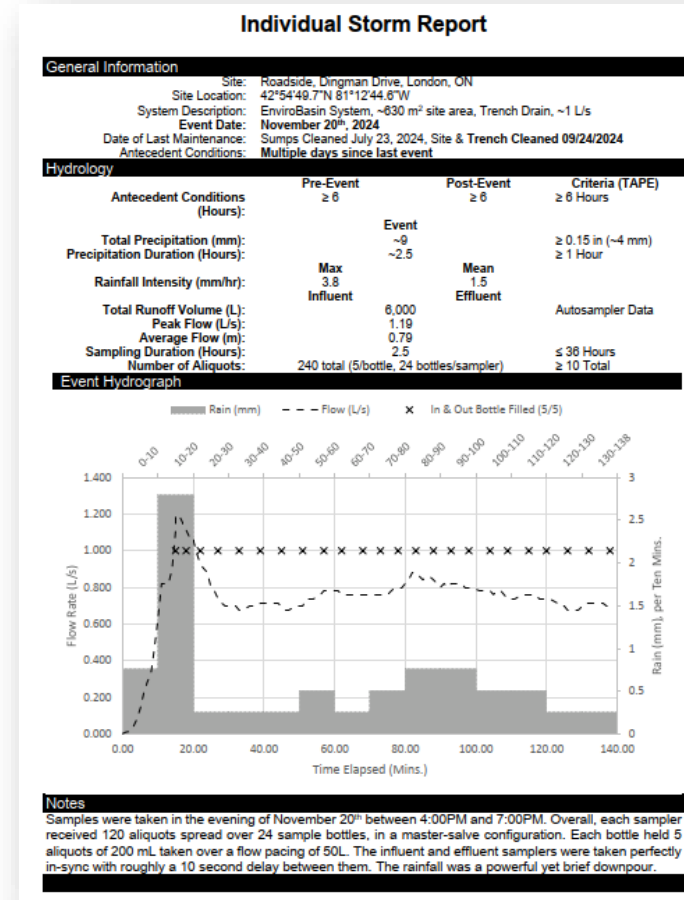 Individual Storm Report
General Information
Site: Roadside, Dingman Drive, London, ON
Site Location: 42°54'49.7"N 81°12'44.6"W
System Description: EnviroBasin System, ~630 m² site area, Trench Drain, ~1 L/s
Event Date: November 20th, 2024
Date of Last Maintenance: Sumps Cleaned July 23, 2024, Site & Trench Cleaned 09/24/2024
Antecedent Conditions: Multiple days since last event
Hydrology
Pre-Event Post-Event Criteria (TAPE)
Antecedent Conditions ≥ 6 ≥ 6 ≥ 6 Hours
(Hours):
Event
Total Precipitation (mm): ~9 ≥ 0.15 in (~4 mm)
Precipitation Duration (Hours): ~2.5 ≥ 1 Hour
Max Mean
Rainfall Intensity (mm/hr): 3.8 1.5
Influent Effluent
Total Runoff Volume (L): 6,000 Autosampler Data
Peak Flow (L/s): 1.19
Average Flow (m): 0.79
Sampling Duration (Hours): 2.5 ≤ 36 Hours
Number of Aliquots: 240 total (5/bottle, 24 bottles/sampler) ≥ 10 Total
Event Hydrograph
Rain (mm) Flow (L/s) In & Out Bottle Filled (5/5)
0-10 10-20 20-30 30-40 40-50 50-60 60-70 70-80 80-90 90-100 100-110 110-120 120-130 130-138
1.400 3
1.200 2.5
1.000 2
0.800 1.5
0.600 1
0.400 0.5
0.200 0
0.000
Flow Rate (L/s)
Rain (mm), per Ten Mins.
0.00 20.00 40.00 60.00 80.00 100.00 120.00 140.00
Time Elapsed (Mins.)
Notes
Samples were taken in the evening of November 20th between 4:00PM and 7:00PM. Overall, each sampler
received 120 aliquots spread over 24 sample bottles, in a master-salve configuration. Each bottle held 5
aliquots of 200 mL taken over a flow pacing of 50L. The influent and effluent samplers were taken perfectly
in-sync with roughly a 10 second delay between them. The rainfall was a powerful yet brief downpour.